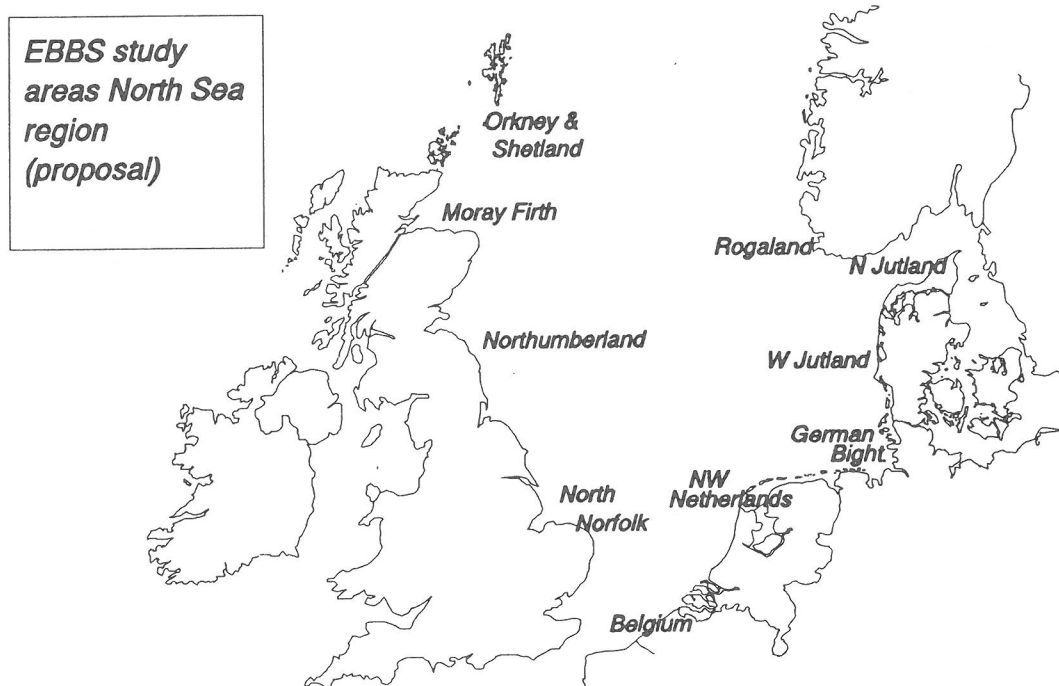 EBBS study
areas North Sea
region
(proposal)
Orkney &
Shetland
Moray Firth
Rogaland
N Jutland
Northumberland
W Jutland
German
Bight
NW
Netherlands
North
Norfolk
Belgium